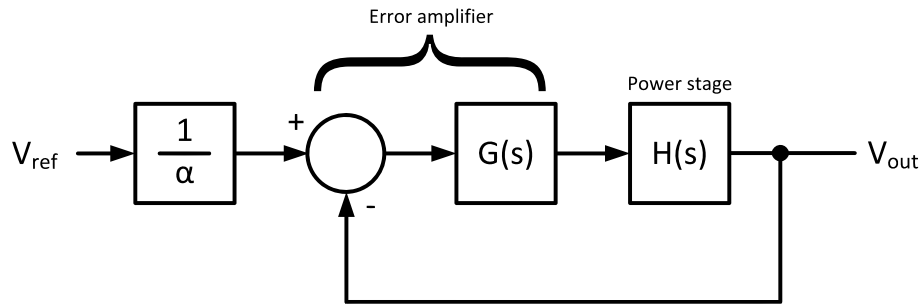 Error amplifier
Power stage
V_ref
1
α
+
-
G(s)
H(s)
V_out